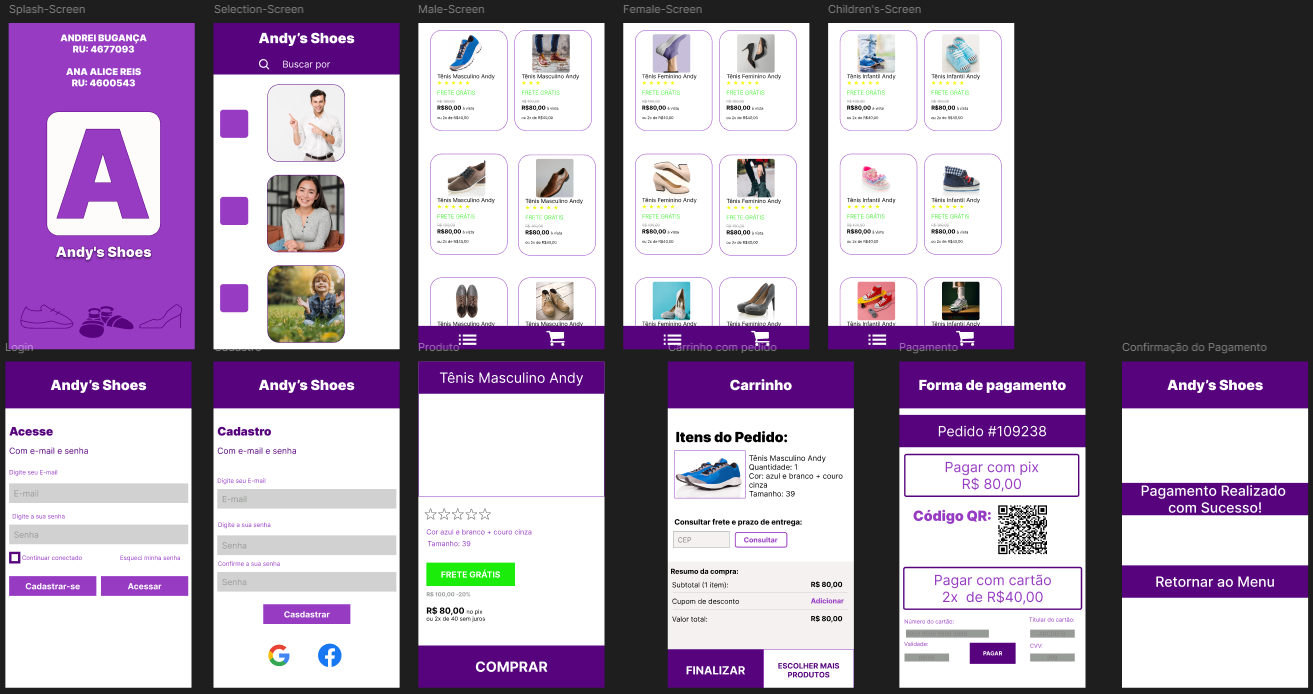 Splash-Screen
ANDREI BUGANÇA
RU: 4677093
ANA ALICE REIS
RU: 4600543
A
Andy's Shoes
Selection-Screen
Andy's Shoes
Buscar por
Male-Screen
Tênis Masculino Andy
FRETE GRÁTIS
R$80,00 à vista
ou 2x de R$40,00
Tênis Masculino Andy
FRETE GRÁTIS
R$80,00 à vista
ou 2x de R$40,00
Tênis Masculino Andy
FRETE GRÁTIS
R$80,00 à vista
ou 2x de R$40,00
Tênis Masculino Andy
FRETE GRÁTIS
R$80,00 à vista
ou 2x de R$40,00
Tênis Masculino Andy
Tênis Masculino Andy
Female-Screen
Tênis Feminino Andy
FRETE GRÁTIS
R$80,00 à vista
ou 2x de R$40,00
Tênis Feminino Andy
FRETE GRÁTIS
R$80,00 à vista
ou 2x de R$40,00
Tênis Feminino Andy
FRETE GRÁTIS
R$80,00 à vista
ou 2x de R$40,00
Tênis Feminino Andy
FRETE GRÁTIS
R$80,00 à vista
ou 2x de R$40,00
Tênis Feminino Andy
Tênis Feminino Andy
Children's-Screen
Tênis Infantil Andy
FRETE GRÁTIS
R$80,00 à vista
ou 2x de R$40,00
Tênis Infantil Andy
FRETE GRÁTIS
R$80,00 à vista
ou 2x de R$40,00
Tênis Infantil Andy
FRETE GRÁTIS
R$80,00 à vista
ou 2x de R$40,00
Tênis Infantil Andy
FRETE GRÁTIS
R$80,00 à vista
ou 2x de R$40,00
Tênis Infantil Andy
Tênis Infantil Andy
Login
Andy's Shoes
Acesse
Com e-mail e senha
Digite seu E-mail
E-mail
Digite a sua senha
Senha
Continuar conectado
Esqueci minha senha
Cadastrar-se
Acessar
Cadastro
Andy's Shoes
Cadastro
Com e-mail e senha
Digite seu E-mail
E-mail
Digite a sua senha
Senha
Confirme a sua senha
Senha
Casdastrar
Produto
Tênis Masculino Andy
Cor azul e branco + couro cinza
Tamanho: 39
FRETE GRÁTIS
R$ 100,00 -20%
R$ 80,00 no pix
ou 2x de 40 sem juros
COMPRAR
Carrinho com pedido
Carrinho
Itens do Pedido:
Tênis Masculino Andy
Quantidade: 1
Cor: azul e branco + couro
cinza
Tamanho: 39
Consultar frete e prazo de entrega:
CEP
Consultar
Resumo da compra:
Subtotal (1 item):
R$ 80,00
Cupom de desconto
Adicionar
Valor total:
R$ 80,00
FINALIZAR
ESCOLHER MAIS
PRODUTOS
Pagamento
Forma de pagamento
Pedido #109238
Pagar com pix
R$ 80,00
Código QR:
Pagar com cartão
2x de R$40,00
Número do cartão:
Titular do cartão:
Validade:
CVV:
PAGAR
Confirmação do Pagamento
Andy's Shoes
Pagamento Realizado
com Sucesso!
Retornar ao Menu